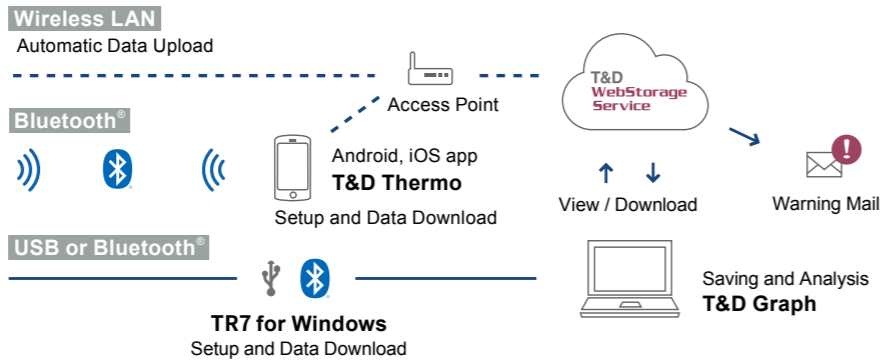 Wireless LAN
Automatic Data Upload
Access Point
T&D
WebStorage
Service
Bluetooth®
Android, iOS app
T&D Thermo
Setup and Data Download
View / Download
Warning Mail
USB or Bluetooth®
TR7 for Windows
Setup and Data Download
Saving and Analysis
T&D Graph